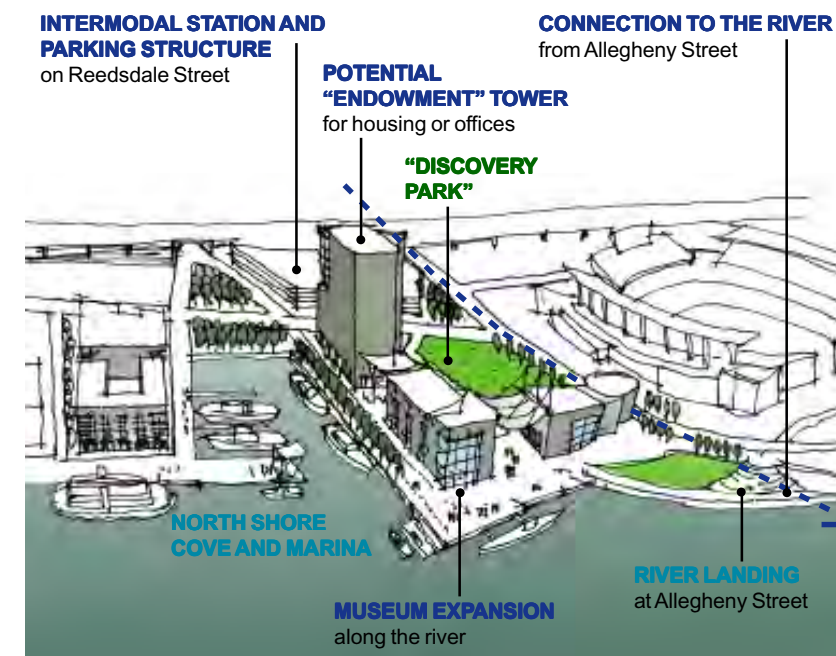 INTERMODAL STATION AND
PARKING STRUCTURE
on Reedsdale Street
CONNECTION TO THE RIVER
from Allegheny Street
POTENTIAL
“ENDOWMENT” TOWER
for housing or offices
“DISCOVERY
PARK”
NORTH SHORE
COVE AND MARINA
RIVER LANDING
at Allegheny Street
MUSEUM EXPANSION
along the river